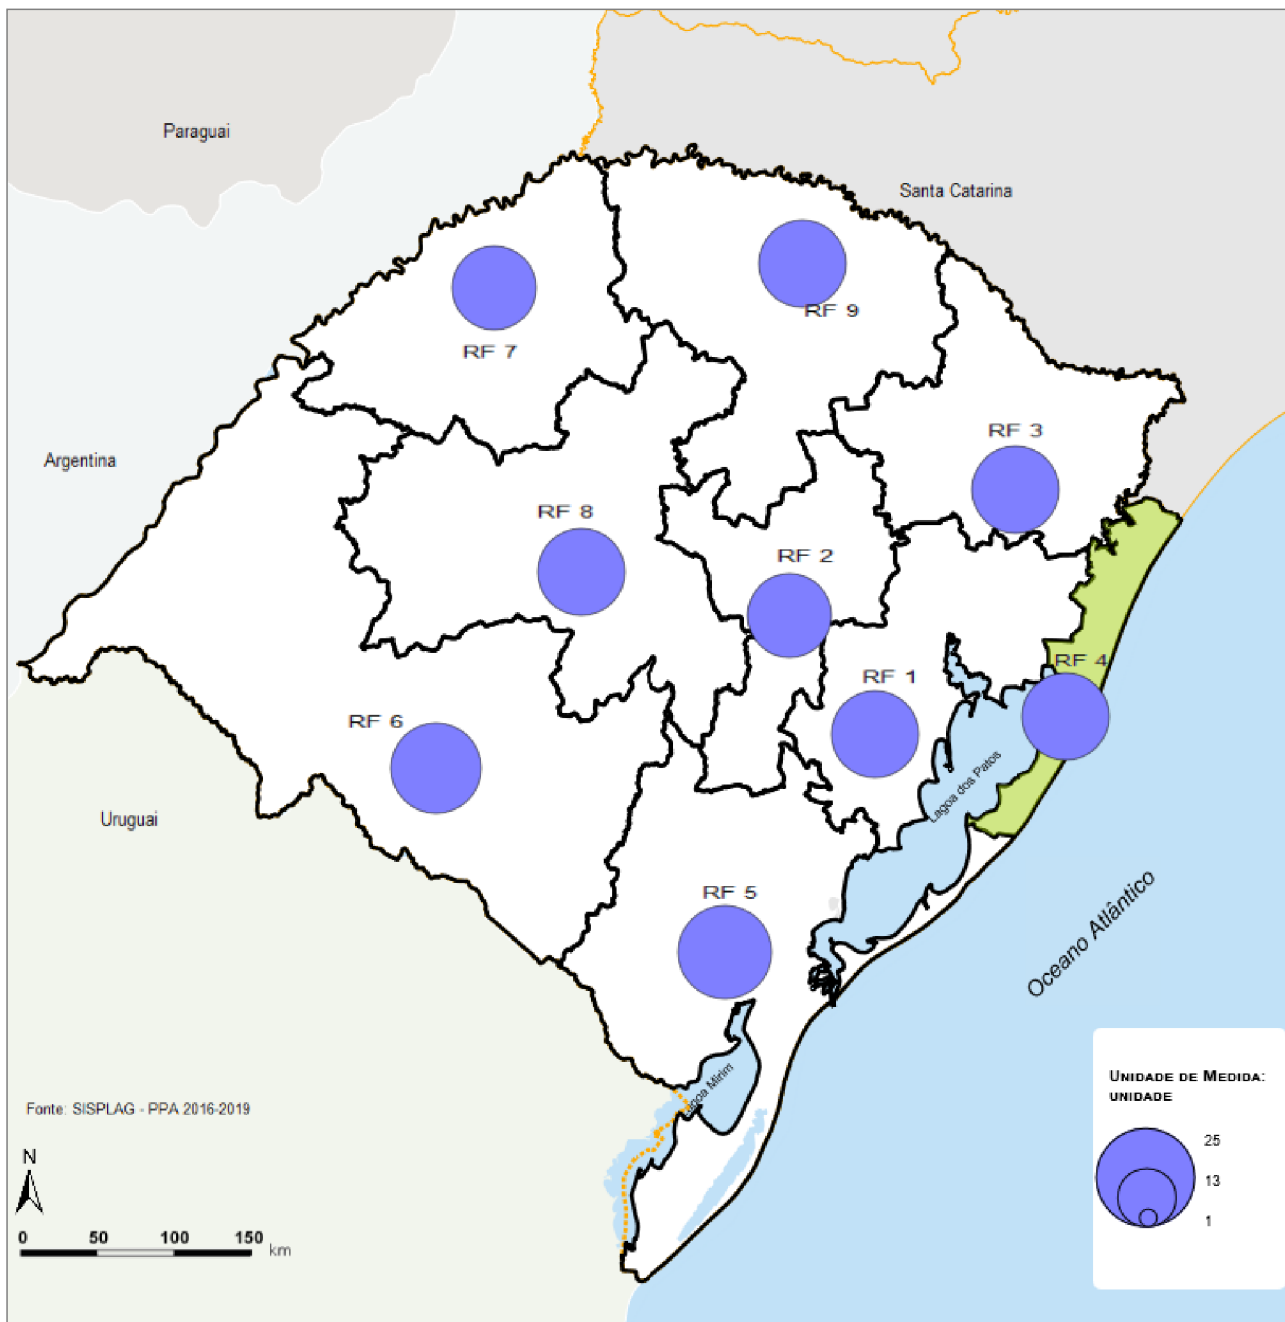 Paraguai
Santa Catarina
RF 9
RF 7
RF 3
Argentina
RF 8
RF 2
RF 4
RF 1
RF 6
Lagoa dos Patos
Uruguai
RF 5
Oceano Atlântico
Lagoa Mirim
UNIDADE DE MEDIDA:
UNIDADE
25
13
1
Fonte: SISPLAG - PPA 2016-2019
N
0 50 100 150
km